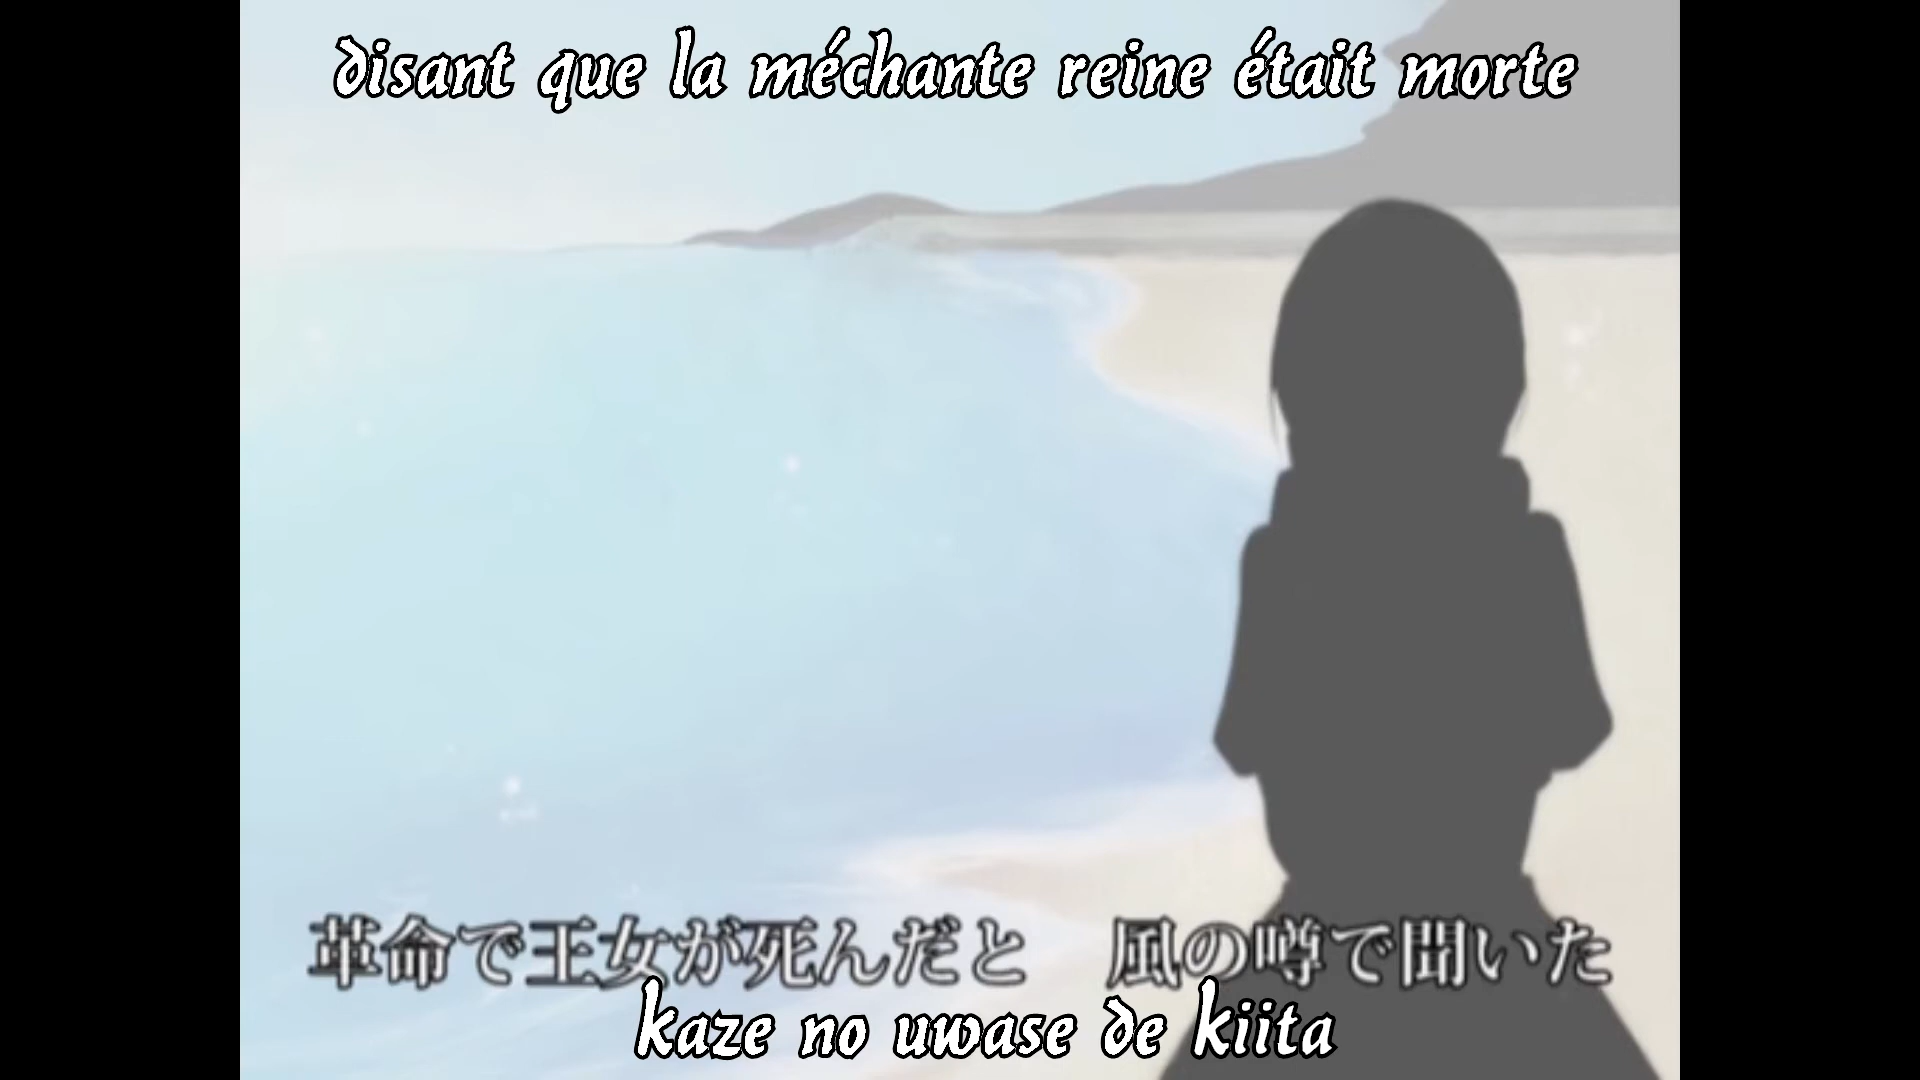 disant que la méchante reine était morte
革命で王女が死んだと　風の噂で聞いた
kaze no uwase de kiita